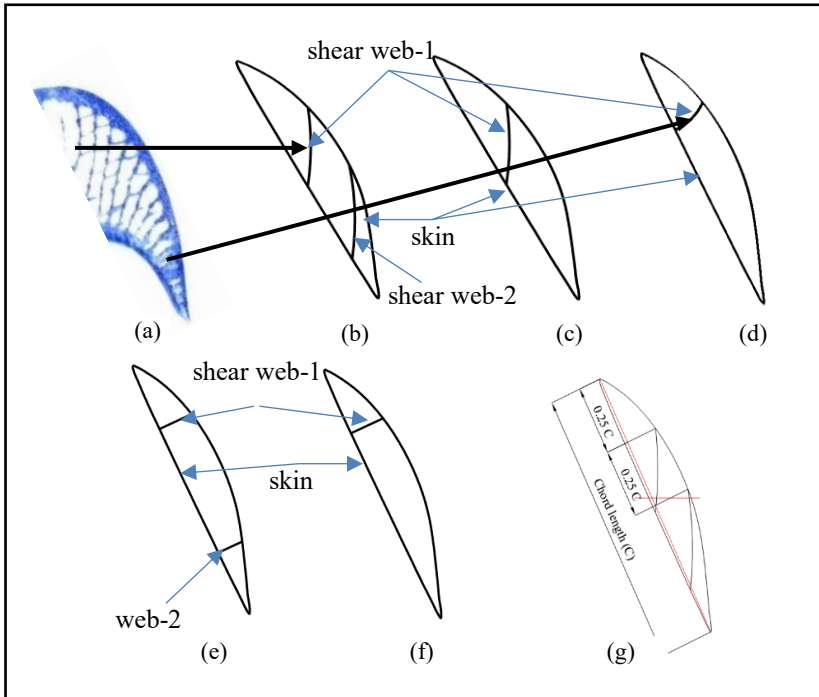 shear web-1
skin
shear web-2
(a)
(b)
(c)
(d)
shear web-1
skin
web-2
0.25 C
0.25 C
Chord length (C)
(e)
(f)
(g)